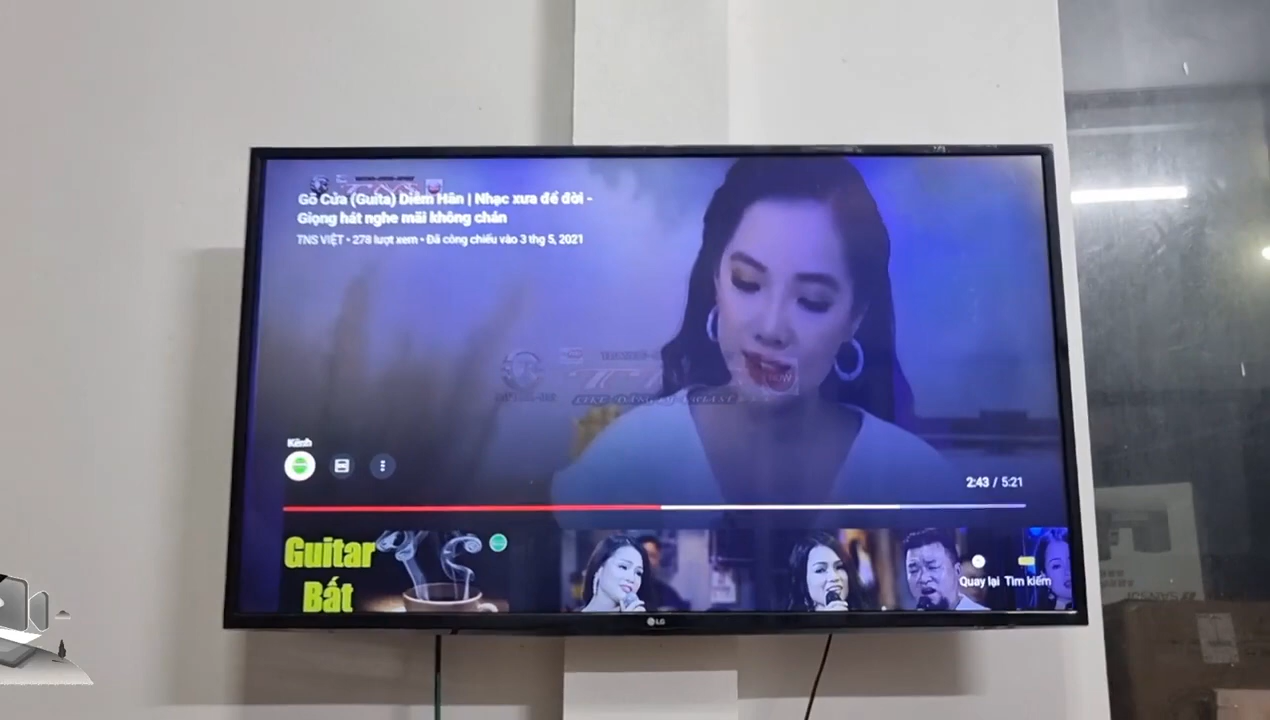 Gõ Cửa (Guita) Diễm Hân | Nhạc xưa để đời -
Giọng hát nghe mãi không chán
TNS VIỆT • 278 lượt xem • Đã công chiếu vào 3 thg 5, 2021
Kênh
2:43 / 5:21
Guitar
Bất
Quay lại Tìm kiếm
LG